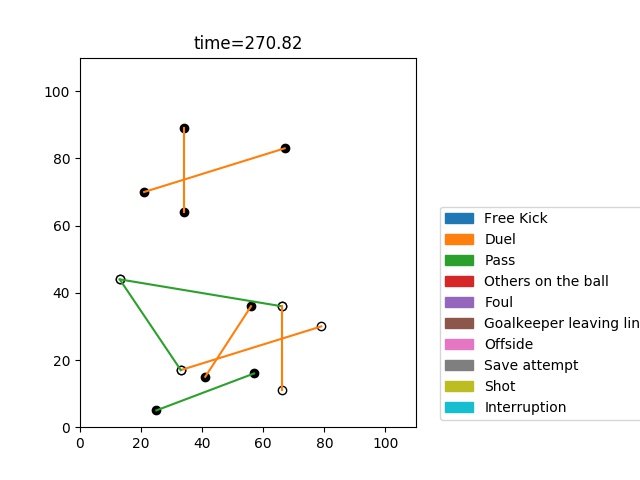 time=270.82
100
80
60
40
20
0
0 20 40 60 80 100
Free Kick
Duel
Pass
Others on the ball
Foul
Goalkeeper leaving lin
Offside
Save attempt
Shot
Interruption